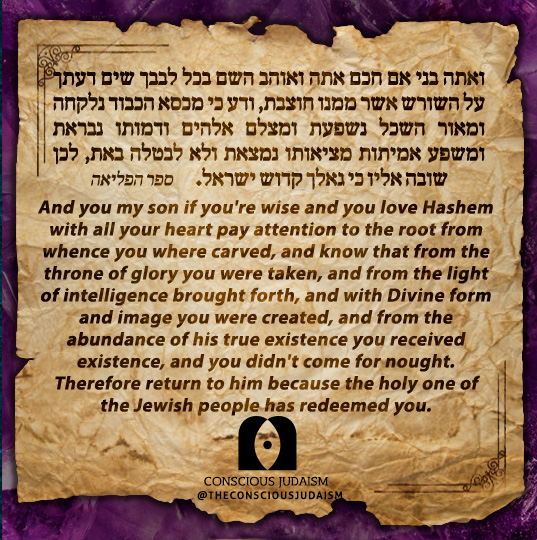 ואתה בני אם חכם אתה ואוהב השם בכל לבבך שים דעתך
על השורש אשר ממנו חוצבת, ודע כי מכסא הכבוד נלקחה
ומאור השכל נשפעת ומצלם אלהים ודמותו נבראת
ומשפע אמיתות מציאותו נמצאת ולא לבטלה באת, לכן
שובה אליו כי גאלך קדוש ישראל. ספר הפליאה
And you my son if you're wise and you love Hashem
with all your heart pay attention to the root from
whence you where carved, and know that from the
throne of glory you were taken, and from the light
of intelligence brought forth, and with Divine form
and image you were created, and from the
abundance of his true existence you received
existence, and you didn't come for nought.
Therefore return to him because the holy one of
the Jewish people has redeemed you.
CONSCIOUS JUDAISM
@THECONSCIOUSJUDAISM